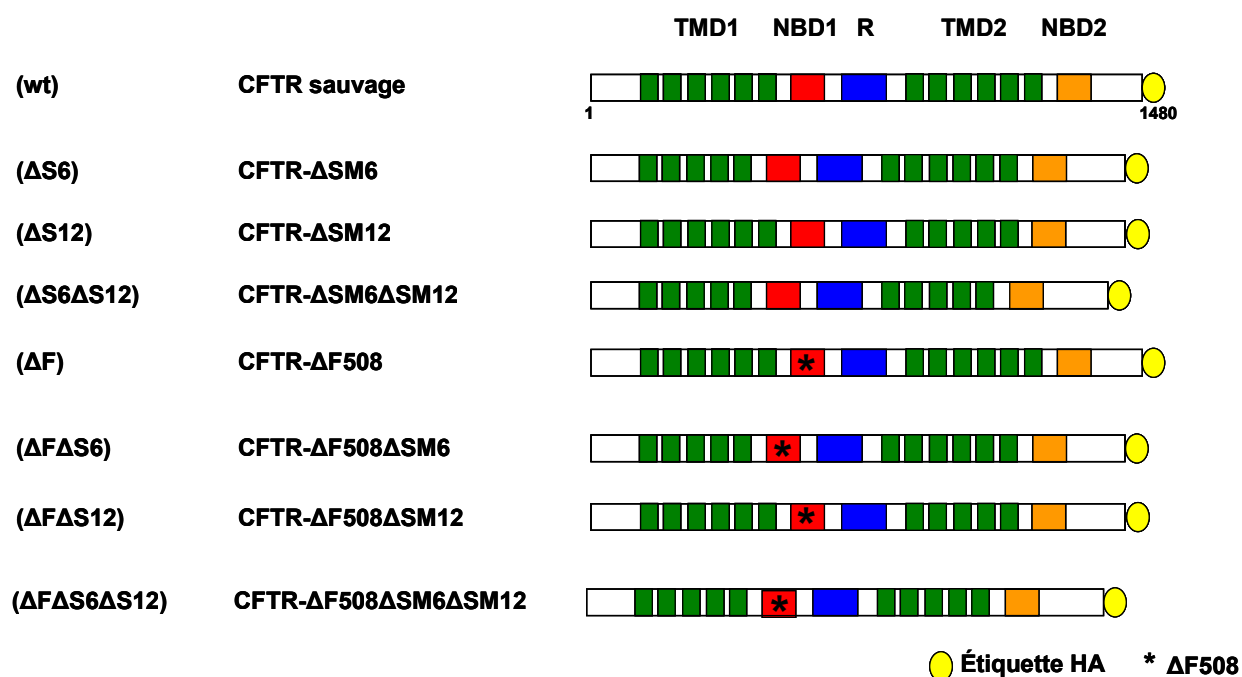 TMD1 NBD1 R TMD2 NBD2
(wt) CFTR sauvage
1 1480
(ΔS6) CFTR-ΔSM6
(ΔS12) CFTR-ΔSM12
(ΔS6ΔS12) CFTR-ΔSM6ΔSM12
(ΔF) CFTR-ΔF508
*
(ΔFΔS6) CFTR-ΔF508ΔSM6
*
(ΔFΔS12) CFTR-ΔF508ΔSM12
*
(ΔFΔS6ΔS12) CFTR-ΔF508ΔSM6ΔSM12
*
Étiquette HA * ΔF508